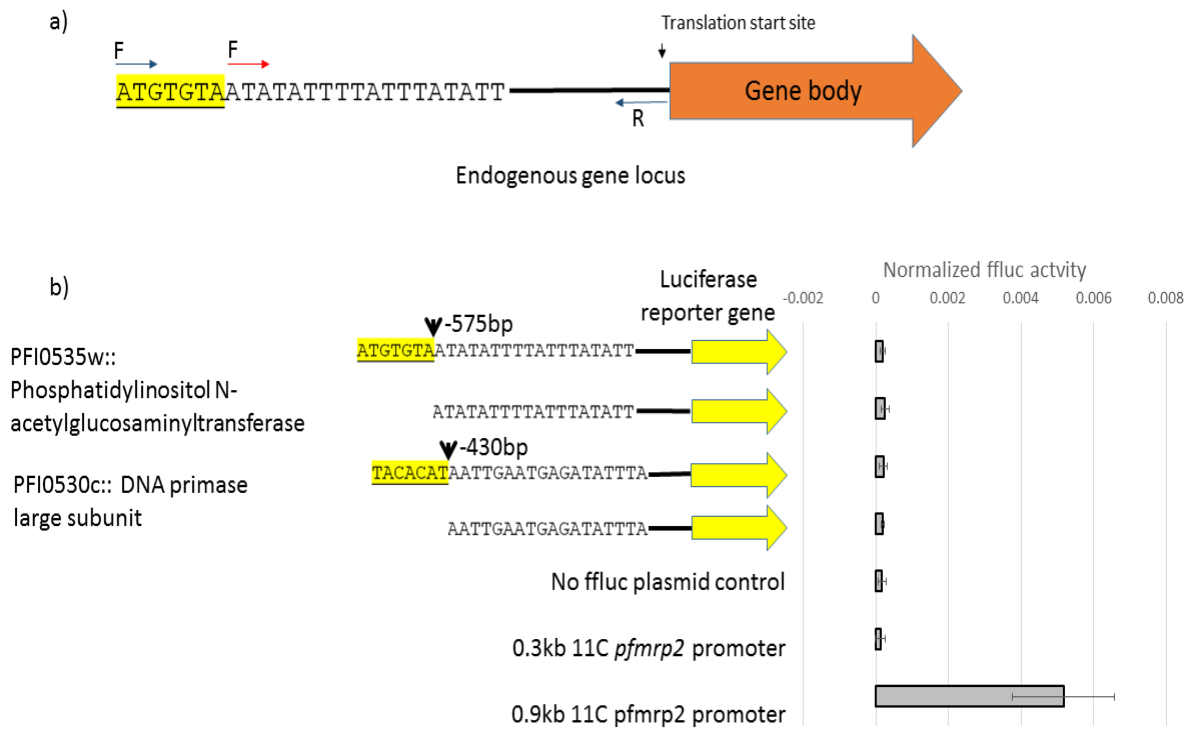 a)
Translation start site
F
F
ATGTGTAATATATTTTATTTATATT
Gene body
R
Endogenous gene locus
b)
Normalized ffluc actvity
Luciferase
reporter gene
-0.002
0
0.002
0.004
0.006
0.008
-575bp
PFI0535w::
Phosphatidylinositol N-
acetylglucosaminyltransferase
ATGTGTAATATATTTTATTTATATT
ATATATTTTATTTATATT
-430bp
PFI0530c:: DNA primase
large subunit
TACACATAATTGAATGAGATATTTA
AATTGAATGAGATATTTA
No ffluc plasmid control
0.3kb 11C pfmrp2 promoter
0.9kb 11C pfmrp2 promoter